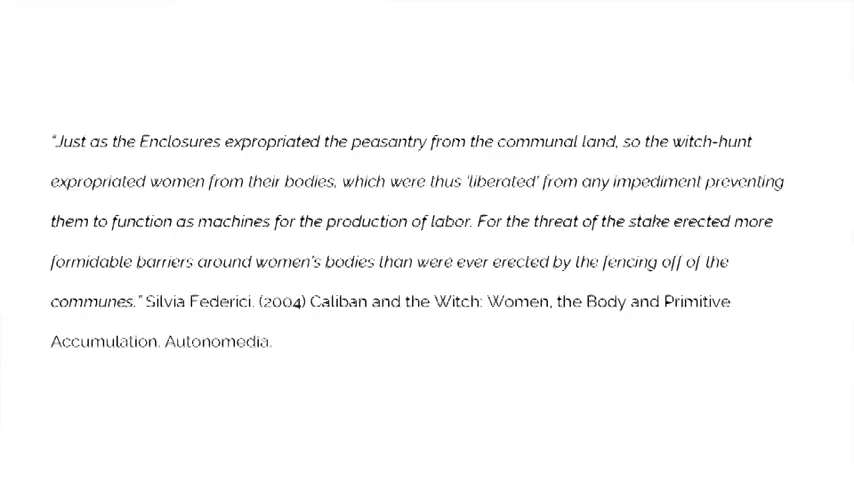 “Just as the Enclosures expropriated the peasantry from the communal land, so the witch-hunt
expropriated women from their bodies, which were thus ‘liberated’ from any impediment preventing
them to function as machines for the production of labor. For the threat of the stake erected more
formidable barriers around women’s bodies than were ever erected by the fencing off of the
communes.” Silvia Federici. (2004) Caliban and the Witch: Women, the Body and Primitive
Accumulation. Autonomedia.